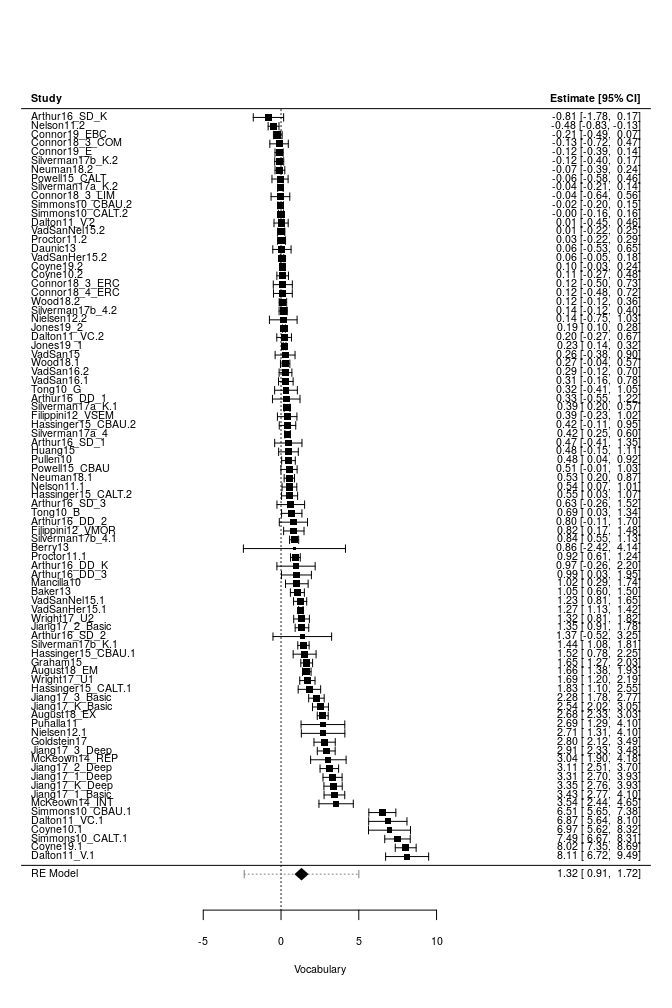 Study Estimate [95% CI]
Arthur16_SD_K -0.81 [-1.78, 0.17]
Nelson11.2 -0.48 [-0.83, -0.13]
Connor19_EBC -0.21 [-0.49, 0.07]
Connor18_3_COM -0.13 [-0.72, 0.47]
Connor19_E -0.12 [-0.39, 0.14]
Silverman17b_K.2 -0.12 [-0.40, 0.17]
Neuman18.2 -0.07 [-0.39, 0.24]
Powell15_CALT -0.06 [-0.58, 0.46]
Silverman17a_K.2 -0.04 [-0.21, 0.14]
Connor18_3_TIM -0.04 [-0.64, 0.56]
Simmons10_CBAU.2 -0.02 [-0.20, 0.15]
Simmons10_CALT.2 -0.00 [-0.16, 0.16]
Dalton11_V.2 0.01 [-0.45, 0.46]
VadSanNel15.2 0.01 [-0.22, 0.25]
Proctor11.2 0.03 [-0.22, 0.29]
Daunic13 0.06 [-0.53, 0.65]
VadSanHer15.2 0.06 [-0.05, 0.18]
Coyne19.2 0.10 [-0.03, 0.24]
Coyne10.2 0.11 [-0.27, 0.48]
Connor18_3_ERC 0.12 [-0.50, 0.73]
Connor18_4_ERC 0.12 [-0.48, 0.72]
Wood18.2 0.12 [-0.12, 0.36]
Silverman17b_4.2 0.14 [-0.12, 0.40]
Nielsen12.2 0.14 [-0.75, 1.03]
Jones19_2 0.19 [ 0.10, 0.28]
Dalton11_VC.2 0.20 [-0.27, 0.67]
Jones19_1 0.23 [ 0.14, 0.32]
VadSan15 0.26 [-0.38, 0.90]
Wood18.1 0.27 [-0.04, 0.57]
VadSan16.2 0.29 [-0.12, 0.70]
VadSan16.1 0.31 [-0.16, 0.78]
Tong10_G 0.32 [-0.41, 1.05]
Arthur16_DD_1 0.33 [-0.55, 1.22]
Silverman17a_K.1 0.39 [ 0.20, 0.57]
Filippini12_VSEM 0.39 [-0.23, 1.02]
Hassinger15_CBAU.2 0.42 [-0.11, 0.95]
Silverman17a_4 0.42 [ 0.25, 0.60]
Arthur16_SD_1 0.47 [-0.41, 1.35]
Huang15 0.48 [-0.15, 1.11]
Pullen10 0.48 [ 0.04, 0.92]
Powell15_CBAU 0.51 [-0.01, 1.03]
Neuman18.1 0.53 [ 0.20, 0.87]
Nelson11.1 0.54 [ 0.07, 1.01]
Hassinger15_CALT.2 0.55 [ 0.03, 1.07]
Arthur16_SD_3 0.63 [-0.26, 1.52]
Tong10_B 0.69 [ 0.03, 1.34]
Arthur16_DD_2 0.80 [-0.11, 1.70]
Filippini12_VMOR 0.82 [ 0.17, 1.48]
Silverman17b_4.1 0.84 [ 0.55, 1.13]
Berry13 0.86 [-2.42, 4.14]
Proctor11.1 0.92 [ 0.61, 1.24]
Arthur16_DD_K 0.97 [-0.26, 2.20]
Arthur16_DD_3 0.99 [ 0.03, 1.95]
Mancilla10 1.02 [ 0.29, 1.74]
Baker13 1.05 [ 0.60, 1.50]
VadSanNel15.1 1.23 [ 0.81, 1.65]
VadSanHer15.1 1.27 [ 1.13, 1.42]
Wright17_U2 1.32 [ 0.81, 1.82]
Jiang17_2_Basic 1.35 [ 0.91, 1.78]
Arthur16_SD_2 1.37 [-0.52, 3.25]
Silverman17b_K.1 1.44 [ 1.08, 1.81]
Hassinger15_CBAU.1 1.52 [ 0.78, 2.25]
Graham15 1.65 [ 1.27, 2.03]
August18_EM 1.66 [ 1.38, 1.93]
Wright17_U1 1.69 [ 1.20, 2.19]
Hassinger15_CALT.1 1.83 [ 1.10, 2.55]
Jiang17_3_Basic 2.28 [ 1.78, 2.77]
Jiang17_K_Basic 2.54 [ 2.02, 3.05]
August18_EX 2.68 [ 2.33, 3.03]
Puhalla11 2.69 [ 1.29, 4.10]
Nielsen12.1 2.71 [ 1.31, 4.10]
Goldstein17 2.80 [ 2.12, 3.49]
Jiang17_3_Deep 2.91 [ 2.33, 3.48]
McKeown14_REP 3.04 [ 1.90, 4.18]
Jiang17_2_Deep 3.11 [ 2.51, 3.70]
Jiang17_1_Deep 3.31 [ 2.70, 3.93]
Jiang17_K_Deep 3.35 [ 2.76, 3.93]
Jiang17_1_Basic 3.43 [ 2.77, 4.10]
McKeown14_INT 3.54 [ 2.44, 4.65]
Simmons10_CBAU.1 6.51 [ 5.65, 7.38]
Dalton11_VC.1 6.87 [ 5.64, 8.10]
Coyne10.1 6.97 [ 5.62, 8.32]
Simmons10_CALT.1 7.49 [ 6.67, 8.31]
Coyne19.1 8.02 [ 7.35, 8.69]
Dalton11_V.1 8.11 [ 6.72, 9.49]
RE Model 1.32 [ 0.91, 1.72]
-5 0 5 10
Vocabulary